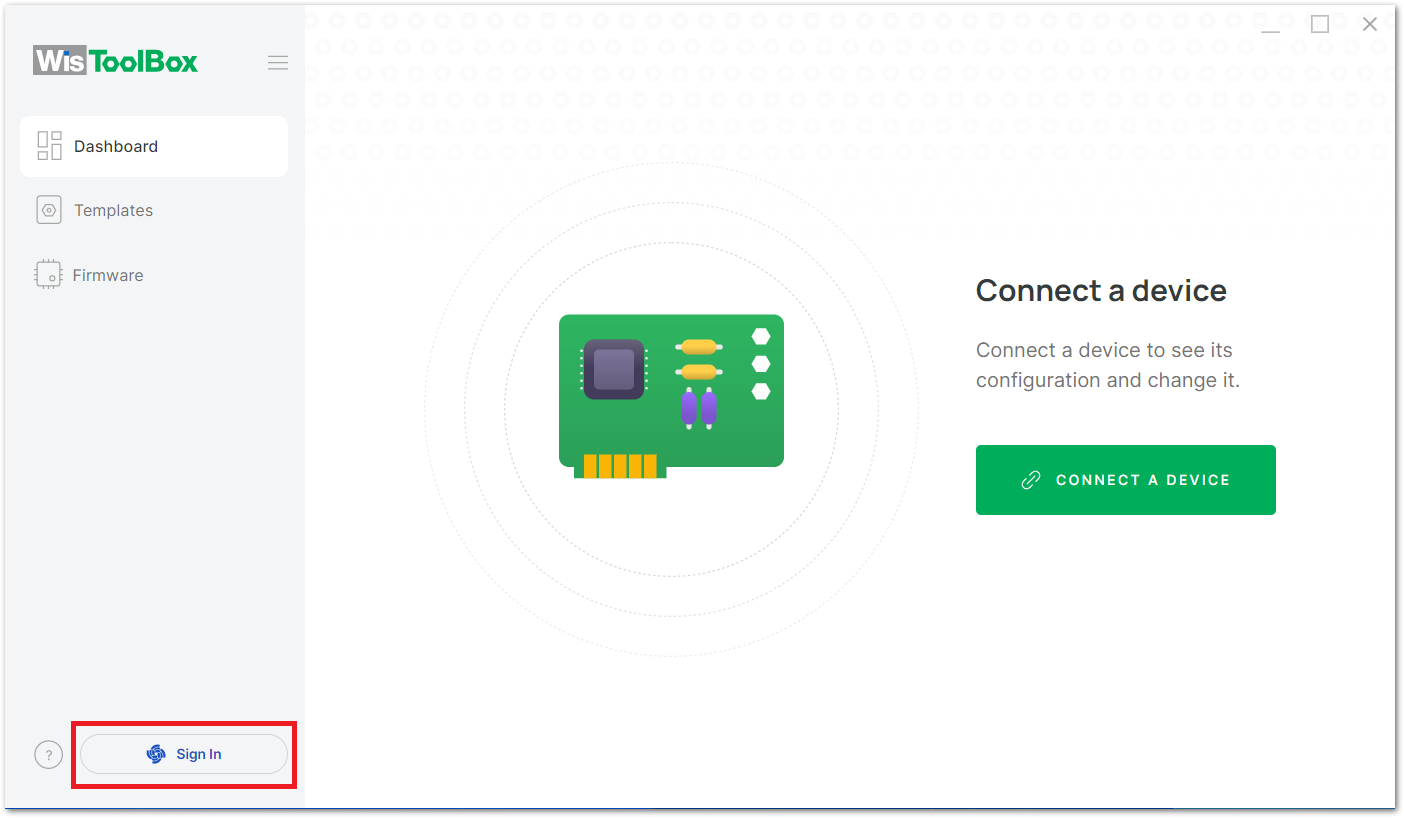 WisToolBox
Dashboard
Templates
Firmware
Connect a device
Connect a device to see its
configuration and change it.
CONNECT A DEVICE
?
Sign In